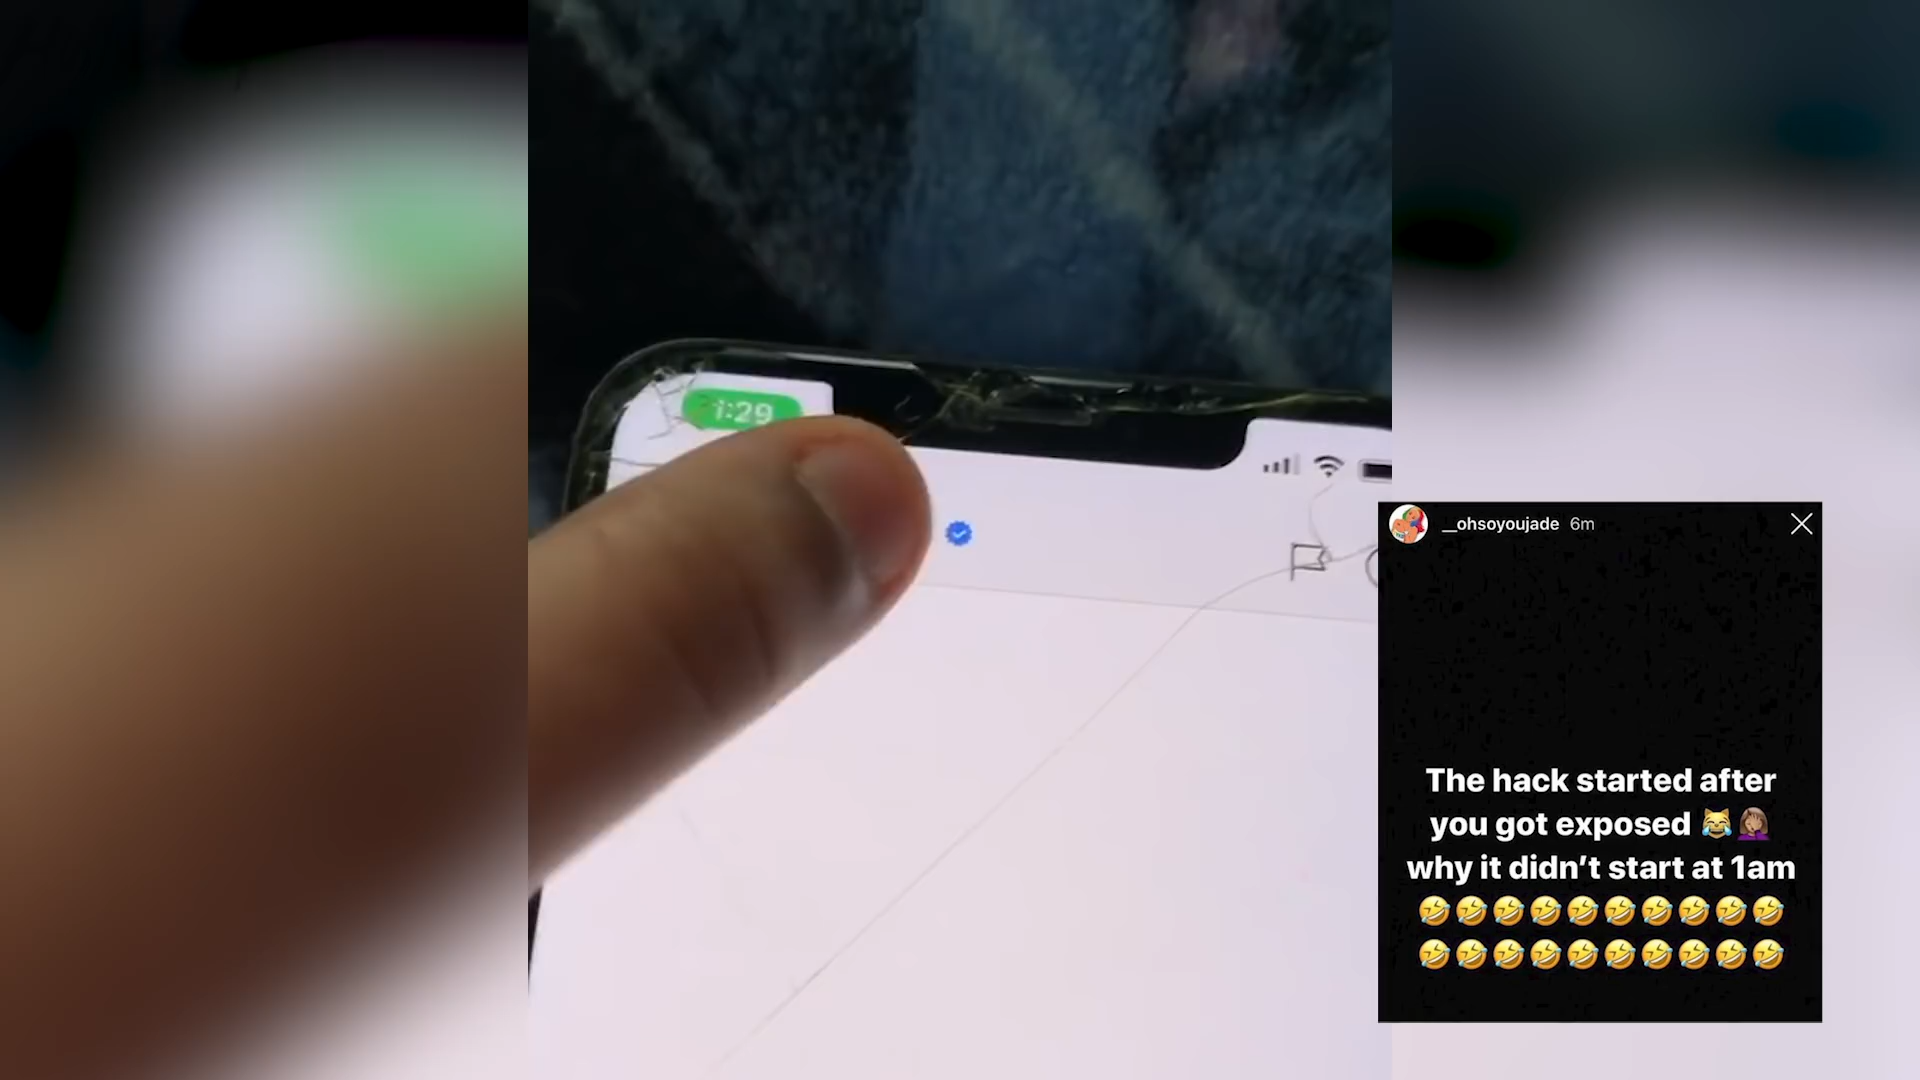 1:29
__ohsoyoujade 6m
The hack started after
you got exposed 😹🤦🏽‍♀️
why it didn’t start at 1am
🤣🤣🤣🤣🤣🤣🤣🤣🤣🤣
🤣🤣🤣🤣🤣🤣🤣🤣🤣🤣